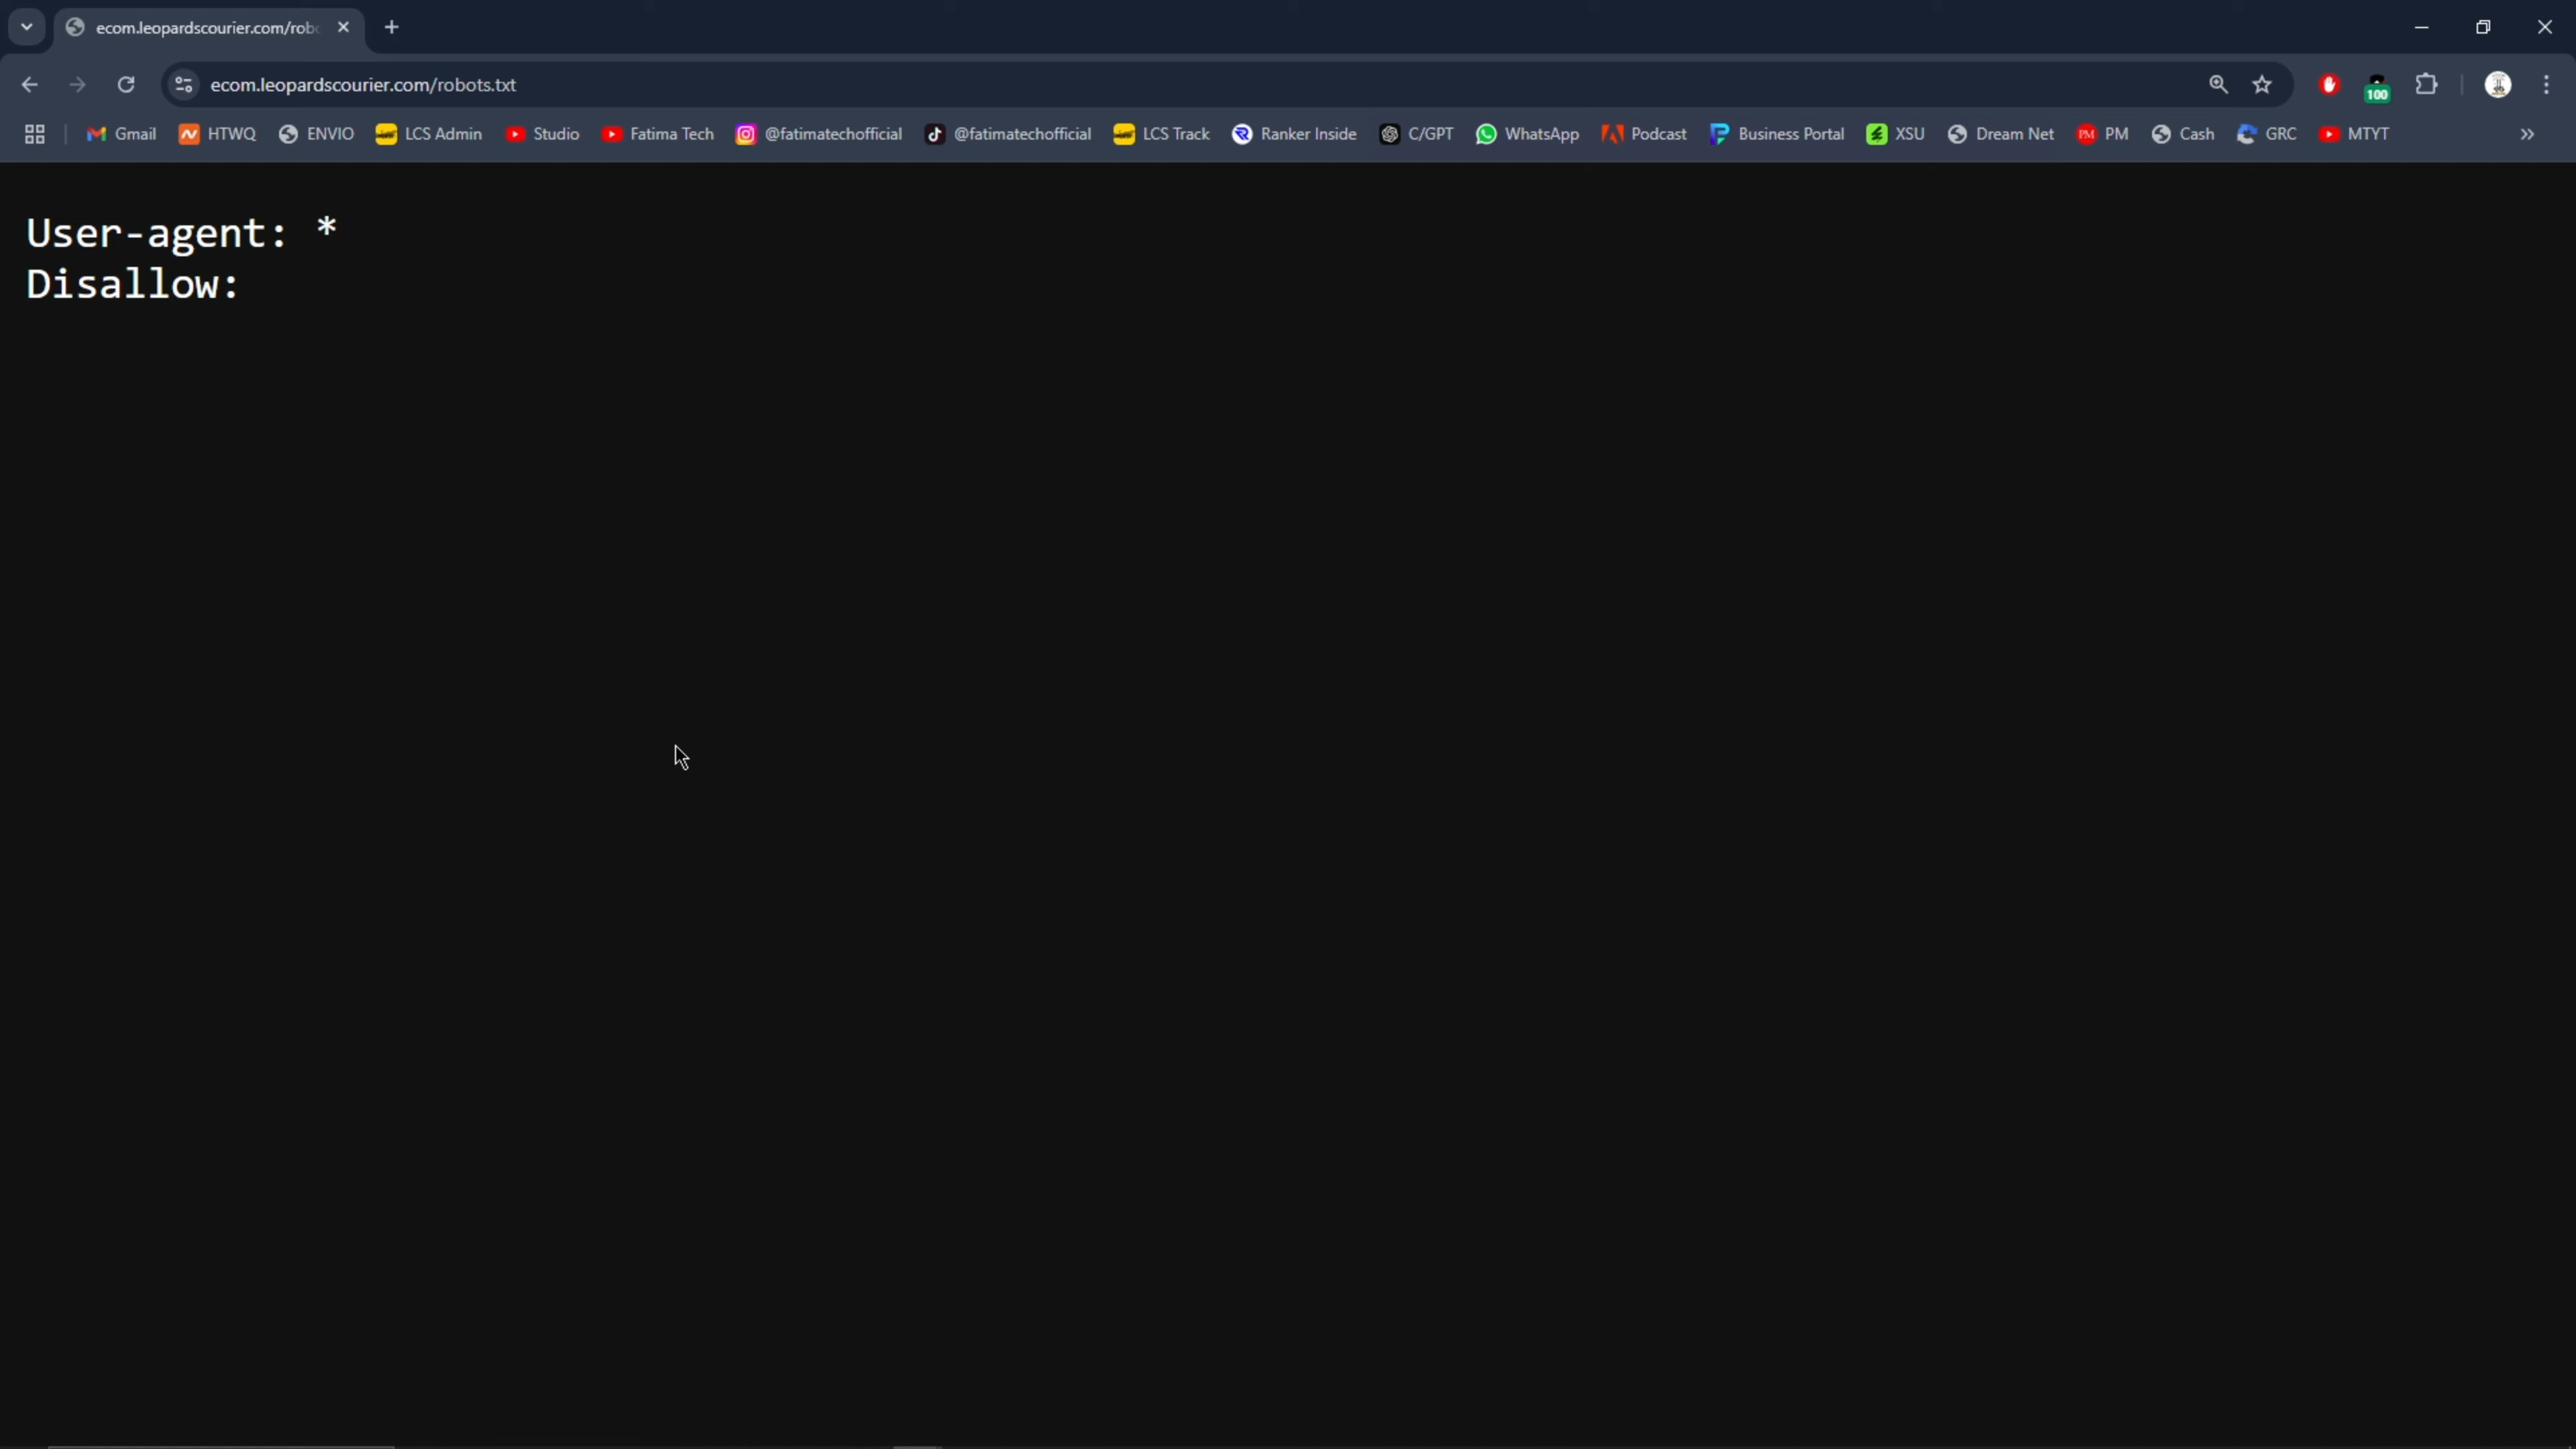 ecom.leopardscourier.com/rob
ecom.leopardscourier.com/robots.txt
100
Gmail
HTWQ
ENVIO
LCS Admin
Studio
Fatima Tech
@fatimatechofficial
@fatimatechofficial
LCS Track
Ranker Inside
C/GPT
WhatsApp
Podcast
Business Portal
XSU
Dream Net
PM PM
Cash
GRC
MTYT
User-agent: *
Disallow: